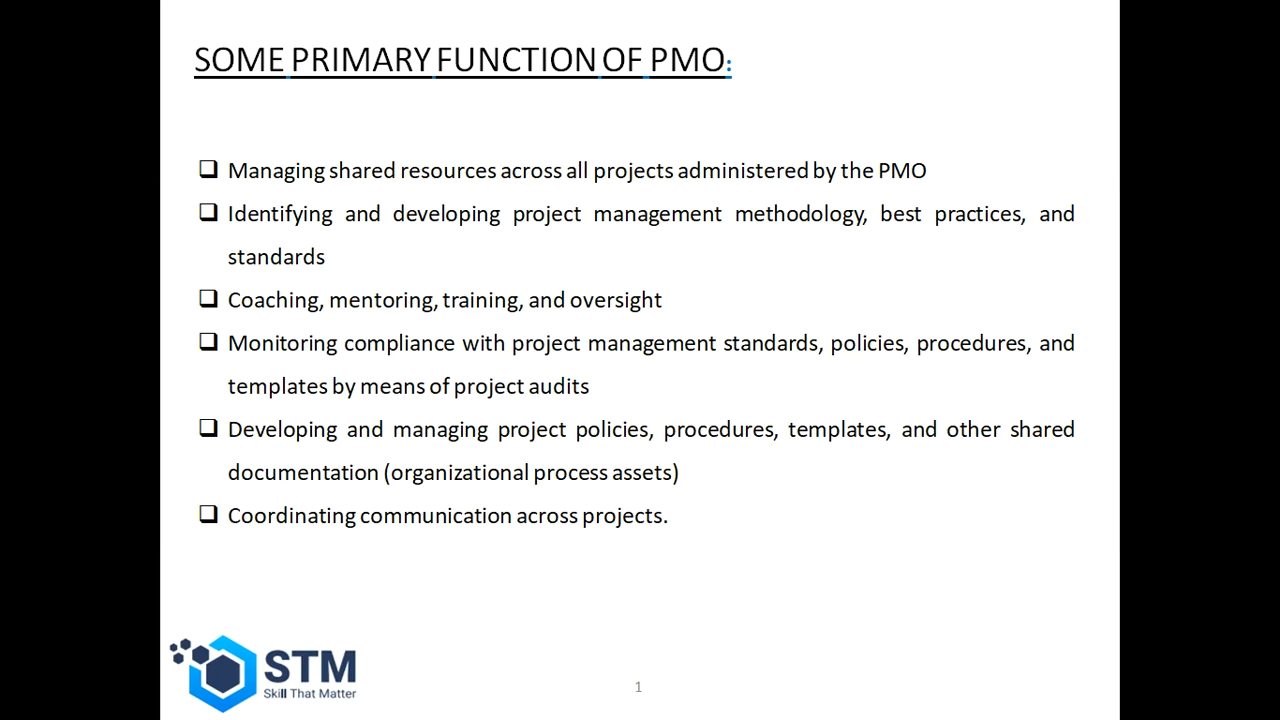 SOME PRIMARY FUNCTION OF PMO:
❑ Managing shared resources across all projects administered by the PMO
❑ Identifying and developing project management methodology, best practices, and
standards
❑ Coaching, mentoring, training, and oversight
❑ Monitoring compliance with project management standards, policies, procedures, and
templates by means of project audits
❑ Developing and managing project policies, procedures, templates, and other shared
documentation (organizational process assets)
❑ Coordinating communication across projects.
STM
Skill That Matter
1